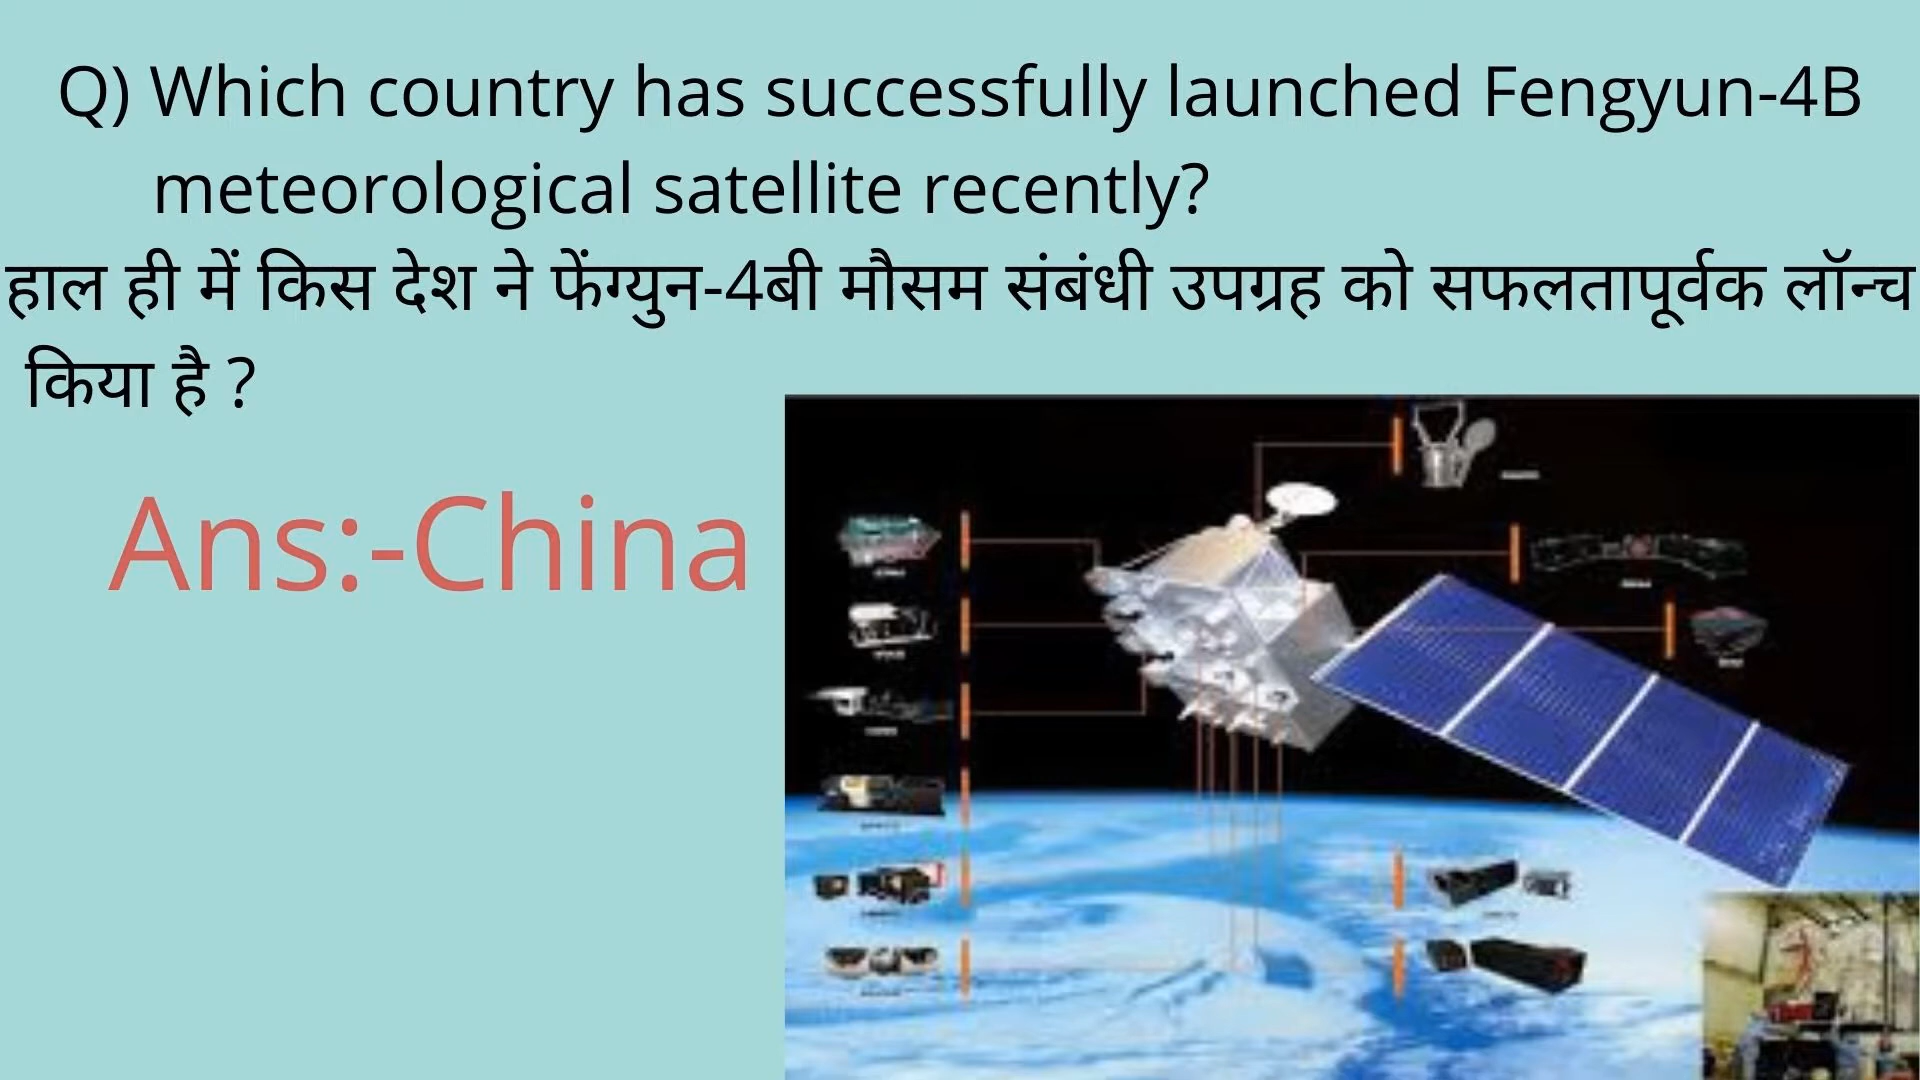 Q) Which country has successfully launched Fengyun-4B
meteorological satellite recently?
हाल ही में किस देश ने फेंग्युन-4बी मौसम संबंधी उपग्रह को सफलतापूर्वक लॉन्च
किया है ?
Ans:-China